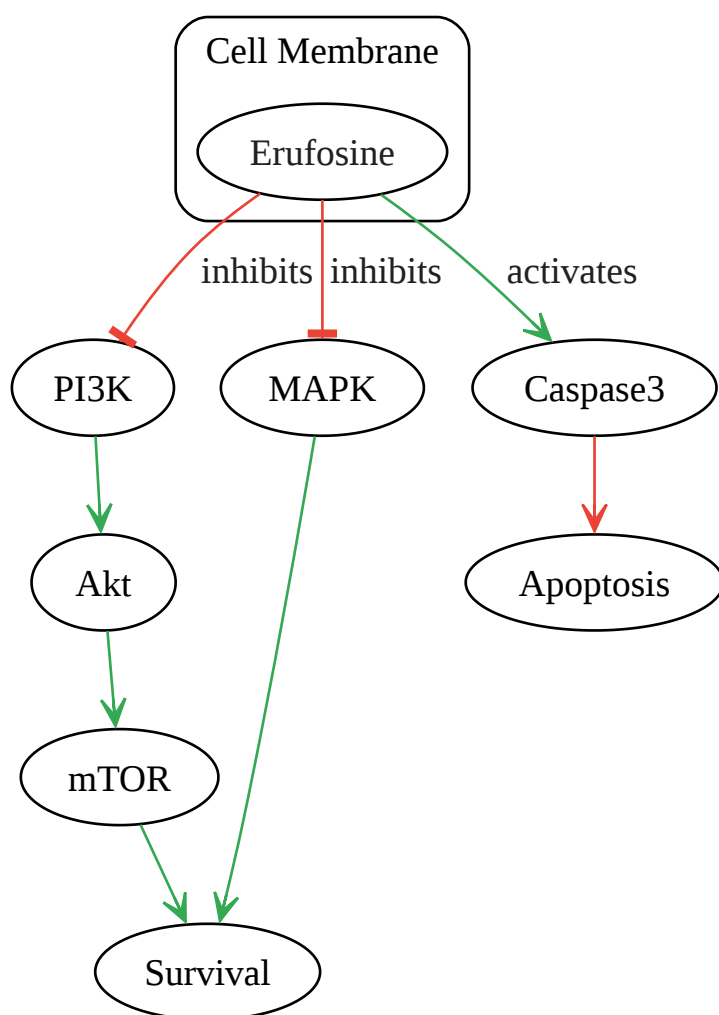 Cell Membrane
Erufosine
inhibits inhibits activates
PI3K MAPK Caspase3
Akt Apoptosis
mTOR
Survival